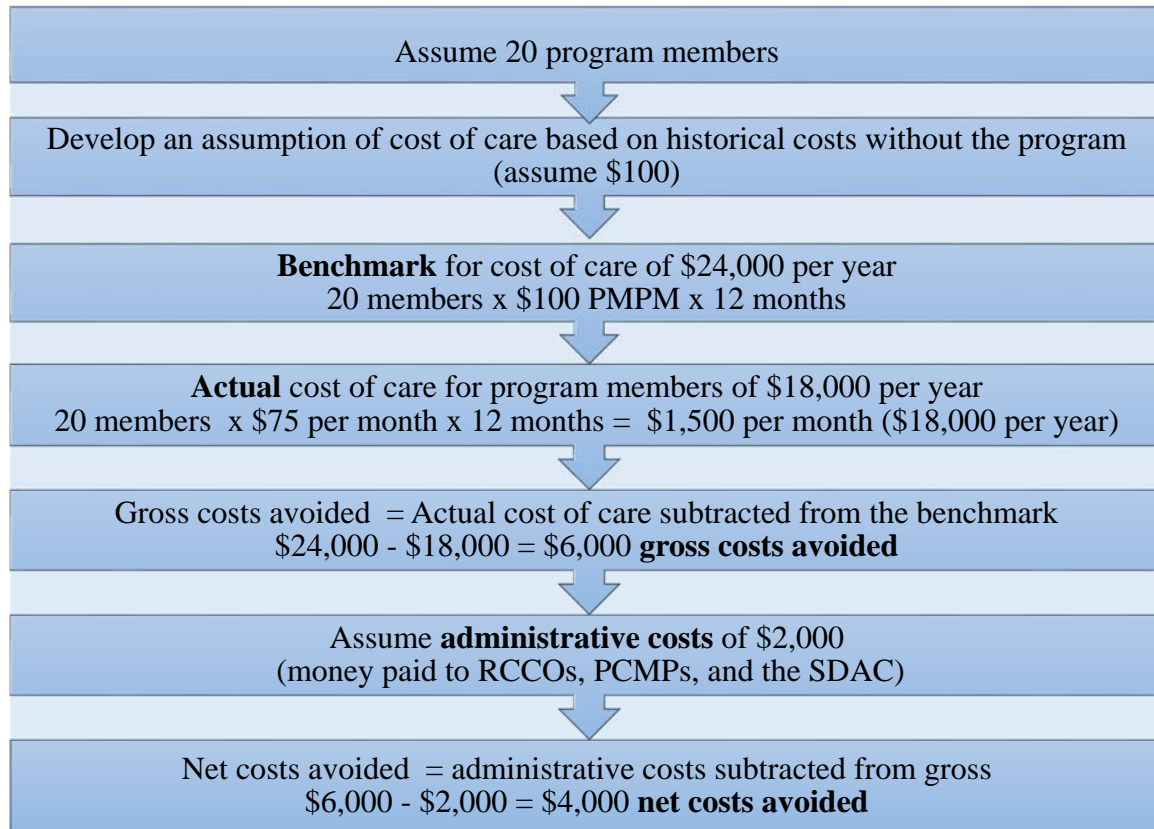 Assume 20 program members
Develop an assumption of cost of care based on historical costs without the program
(assume $100)
Benchmark for cost of care of $24,000 per year
20 members x $100 PMPM x 12 months
Actual cost of care for program members of $18,000 per year
20 members x $75 per month x 12 months = $1,500 per month ($18,000 per year)
Gross costs avoided = Actual cost of care subtracted from the benchmark
$24,000 - $18,000 = $6,000 gross costs avoided
Assume administrative costs of $2,000
(money paid to RCCOs, PCMPs, and the SDAC)
Net costs avoided = administrative costs subtracted from gross
$6,000 - $2,000 = $4,000 net costs avoided